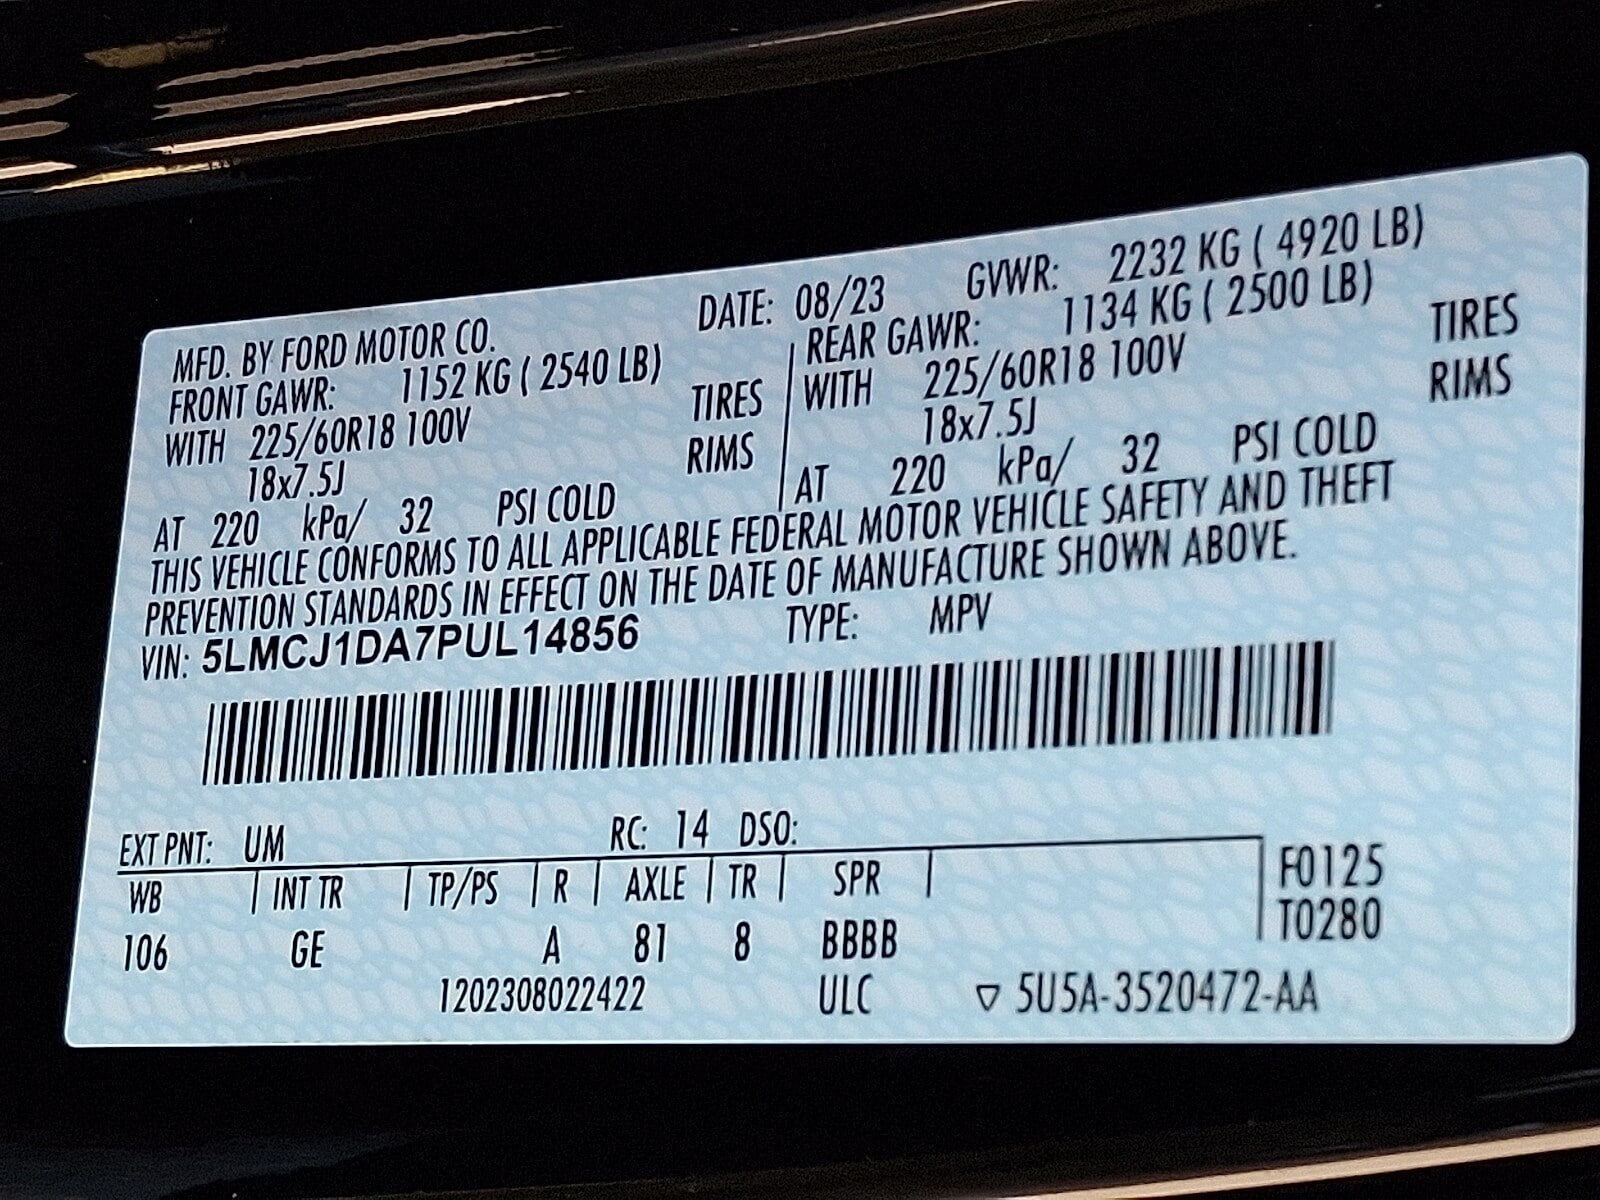 MFD. BY FORD MOTOR CO. DATE: 08/23 GVWR: 2232 KG ( 4920 LB)
FRONT GAWR: 1152 KG ( 2540 LB) REAR GAWR: 1134 KG ( 2500 LB)
WITH 225/60R18 100V TIRES WITH 225/60R18 100V TIRES
18x7.5J RIMS 18x7.5J RIMS
AT 220 kPa/ 32 PSI COLD AT 220 kPa/ 32 PSI COLD
THIS VEHICLE CONFORMS TO ALL APPLICABLE FEDERAL MOTOR VEHICLE SAFETY AND THEFT
PREVENTION STANDARDS IN EFFECT ON THE DATE OF MANUFACTURE SHOWN ABOVE.
VIN: 5LMCJ1DA7PUL14856 TYPE: MPV
EXT PNT: UM RC: 14 DSO:
WB INT TR TP/PS R AXLE TR SPR F0125
106 GE A 81 8 BBBB T0280
1202308022422 ULC ▽ 5U5A-3520472-AA